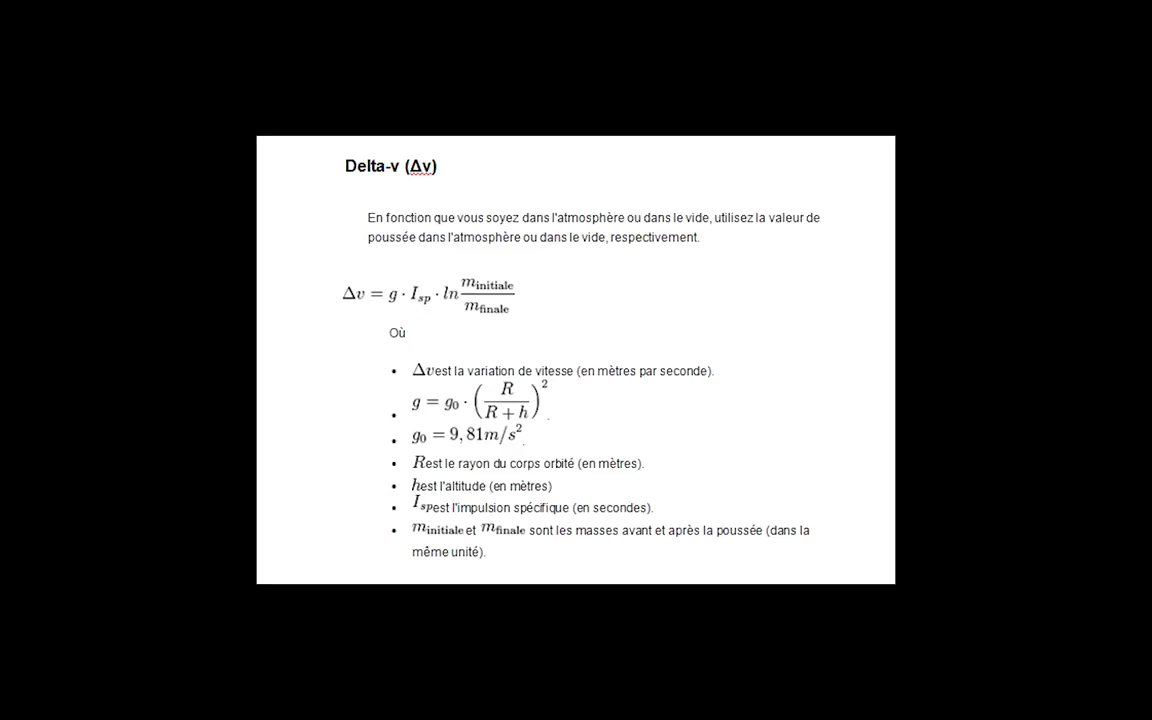 Delta-v (Δv)
En fonction que vous soyez dans l'atmosphère ou dans le vide, utilisez la valeur de
poussée dans l'atmosphère ou dans le vide, respectivement.
Δv = g · I_sp · ln m_initiale / m_finale
Où
• Δv est la variation de vitesse (en mètres par seconde).
• g = g₀ · (R / (R + h))² .
• g₀ = 9,81m/s² .
• R est le rayon du corps orbité (en mètres).
• h est l'altitude (en mètres)
• I_sp est l'impulsion spécifique (en secondes).
• m_initiale et m_finale sont les masses avant et après la poussée (dans la
même unité).